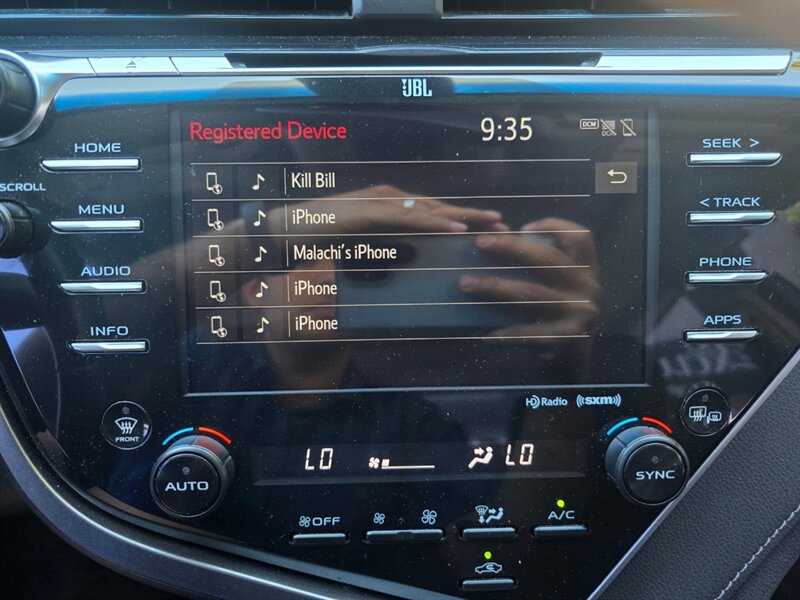 JBL
Registered Device 9:35 DCM DCM
HOME
SCROLL
MENU
AUDIO
INFO
Kill Bill
iPhone
Malachi's iPhone
iPhone
iPhone
SEEK >
< TRACK
PHONE
APPS
HD Radio ((sxm))
FRONT
LO LO
AUTO
SYNC
OFF
A/C